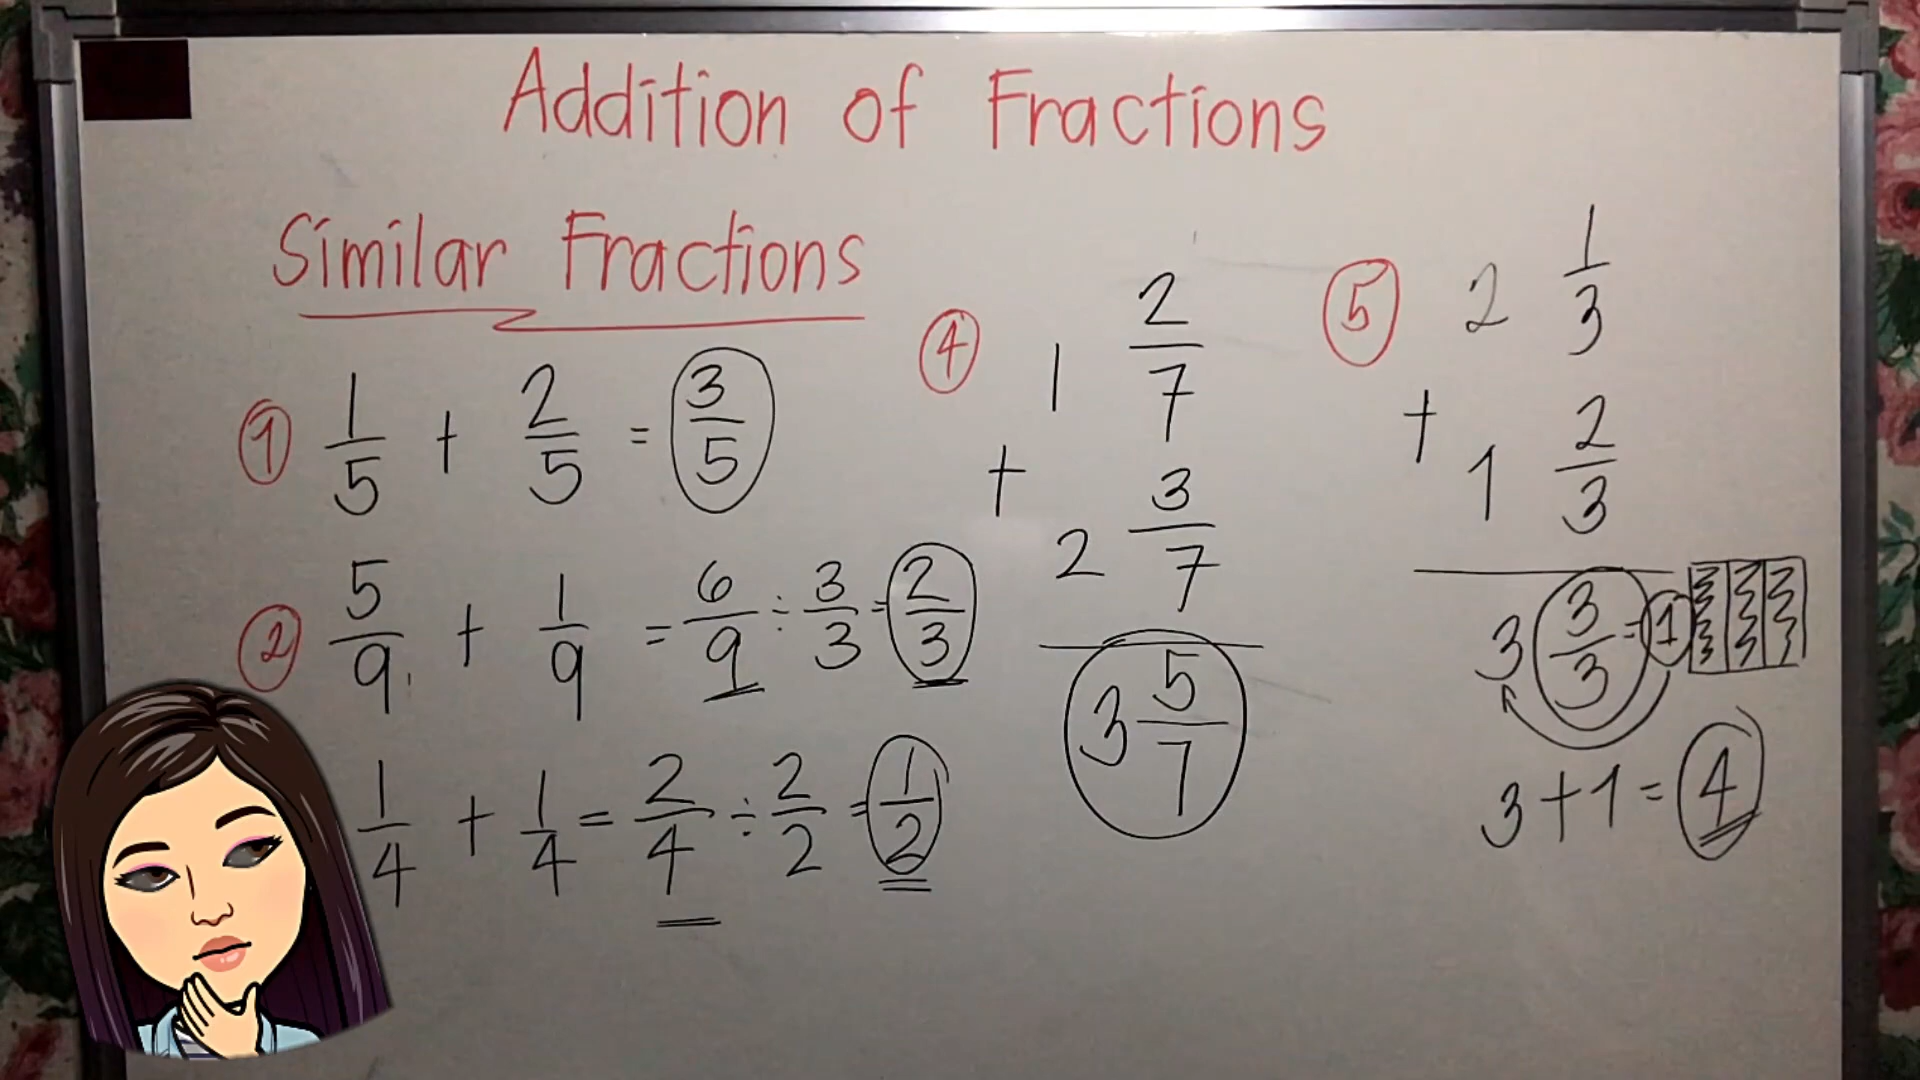 Addition of Fractions
Similar Fractions
① 1/5 + 2/5 = 3/5
② 5/9 + 1/9 = 6/9 ÷ 3/3 = 2/3
1/4 + 1/4 = 2/4 ÷ 2/2 = 1/2
④ 1 2/7
+ 2 3/7
3 5/7
⑤ 2 1/3
+ 1 2/3
3 3/3 = 1
3 + 1 = 4